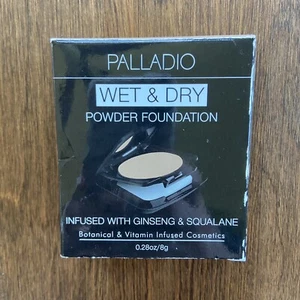 PALLADIO
WET & DRY
POWDER FOUNDATION
INFUSED WITH GINSENG & SQUALANE
Botanical & Vitamin Infused Cosmetics
0.28oz/8g